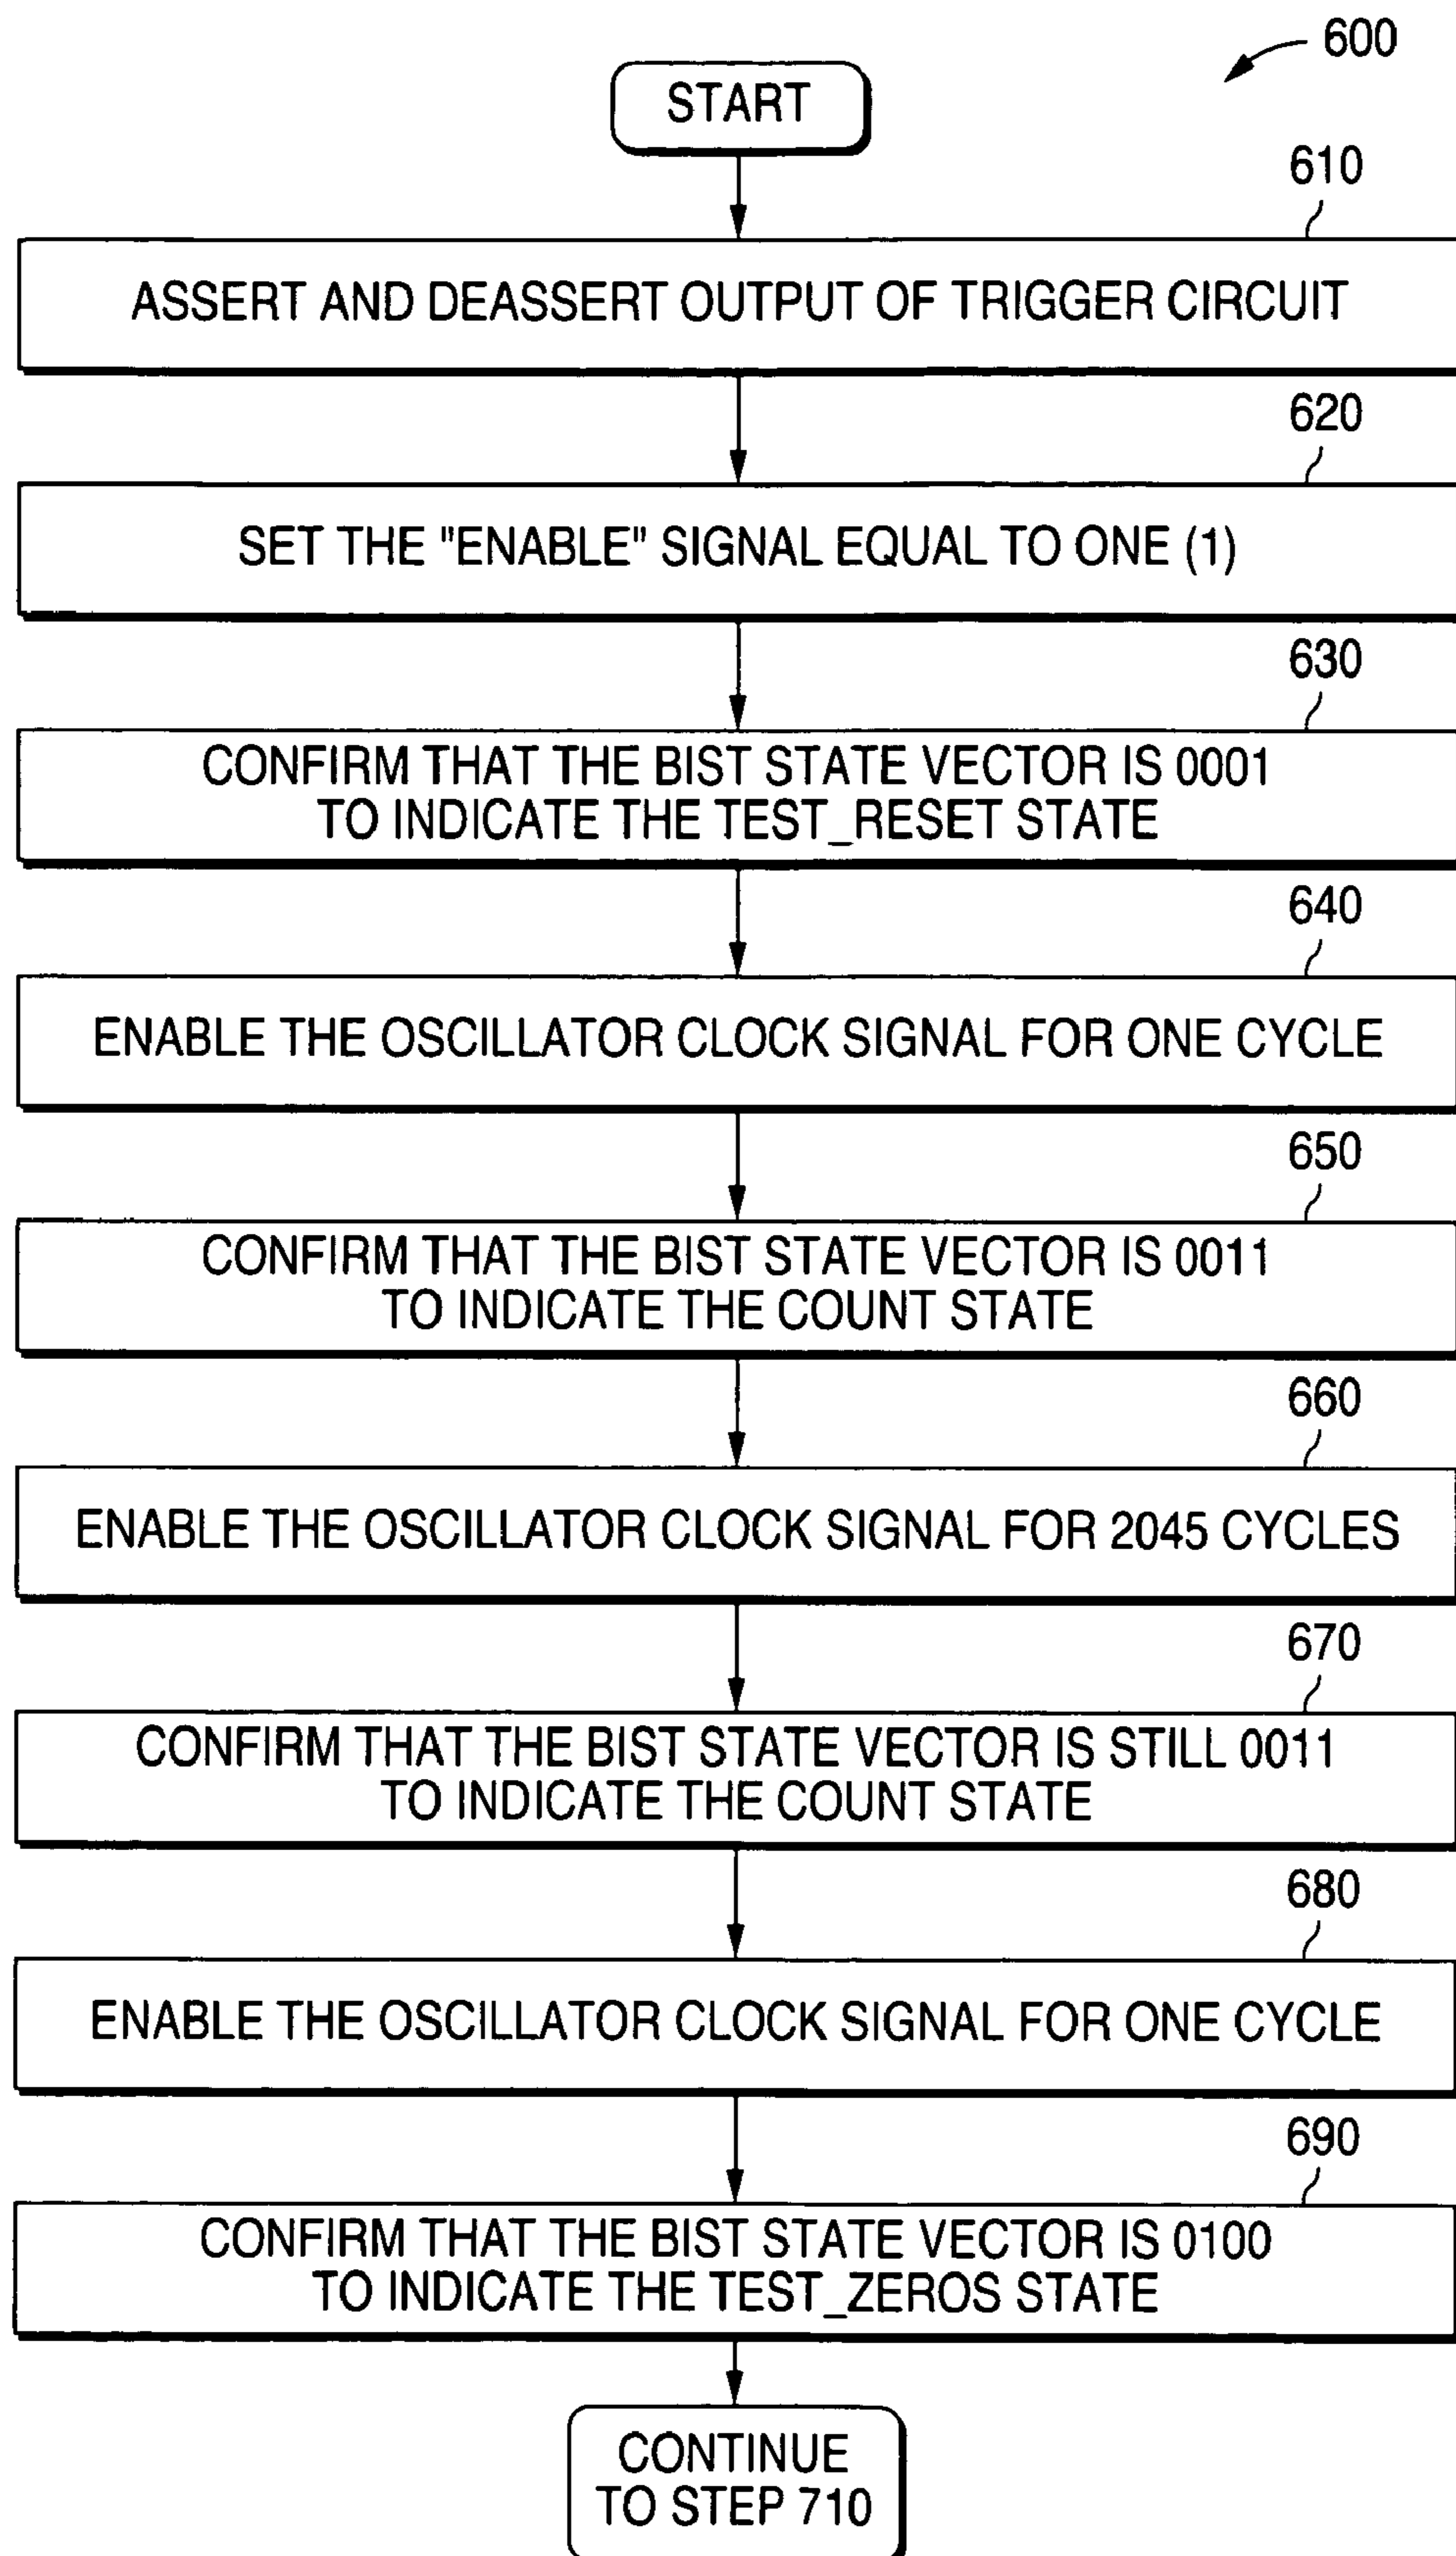 600
START
610
ASSERT AND DEASSERT OUTPUT OF TRIGGER CIRCUIT
620
SET THE "ENABLE" SIGNAL EQUAL TO ONE (1)
630
CONFIRM THAT THE BIST STATE VECTOR IS 0001
TO INDICATE THE TEST_RESET STATE
640
ENABLE THE OSCILLATOR CLOCK SIGNAL FOR ONE CYCLE
650
CONFIRM THAT THE BIST STATE VECTOR IS 0011
TO INDICATE THE COUNT STATE
660
ENABLE THE OSCILLATOR CLOCK SIGNAL FOR 2045 CYCLES
670
CONFIRM THAT THE BIST STATE VECTOR IS STILL 0011
TO INDICATE THE COUNT STATE
680
ENABLE THE OSCILLATOR CLOCK SIGNAL FOR ONE CYCLE
690
CONFIRM THAT THE BIST STATE VECTOR IS 0100
TO INDICATE THE TEST_ZEROS STATE
CONTINUE
TO STEP 710